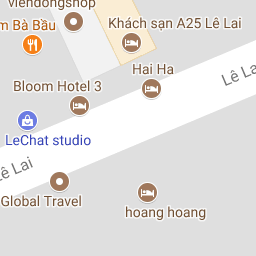 viendongshop
Khách sạn A25 Lê Lai
m Bà Bầu
Hai Ha
Lê La
Bloom Hotel 3
LeChat studio
Lê Lai
Global Travel
hoang hoang